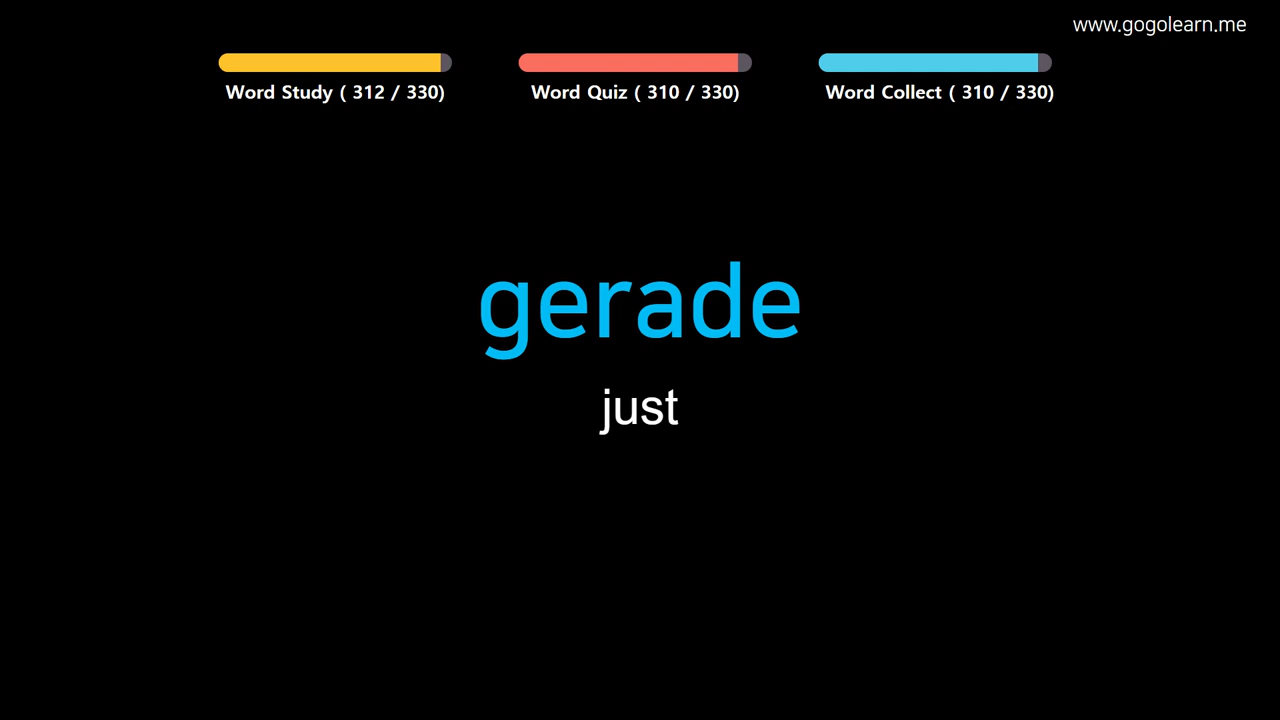 www.gogolearn.me
Word Study ( 312 / 330)
Word Quiz ( 310 / 330)
Word Collect ( 310 / 330)
gerade
just